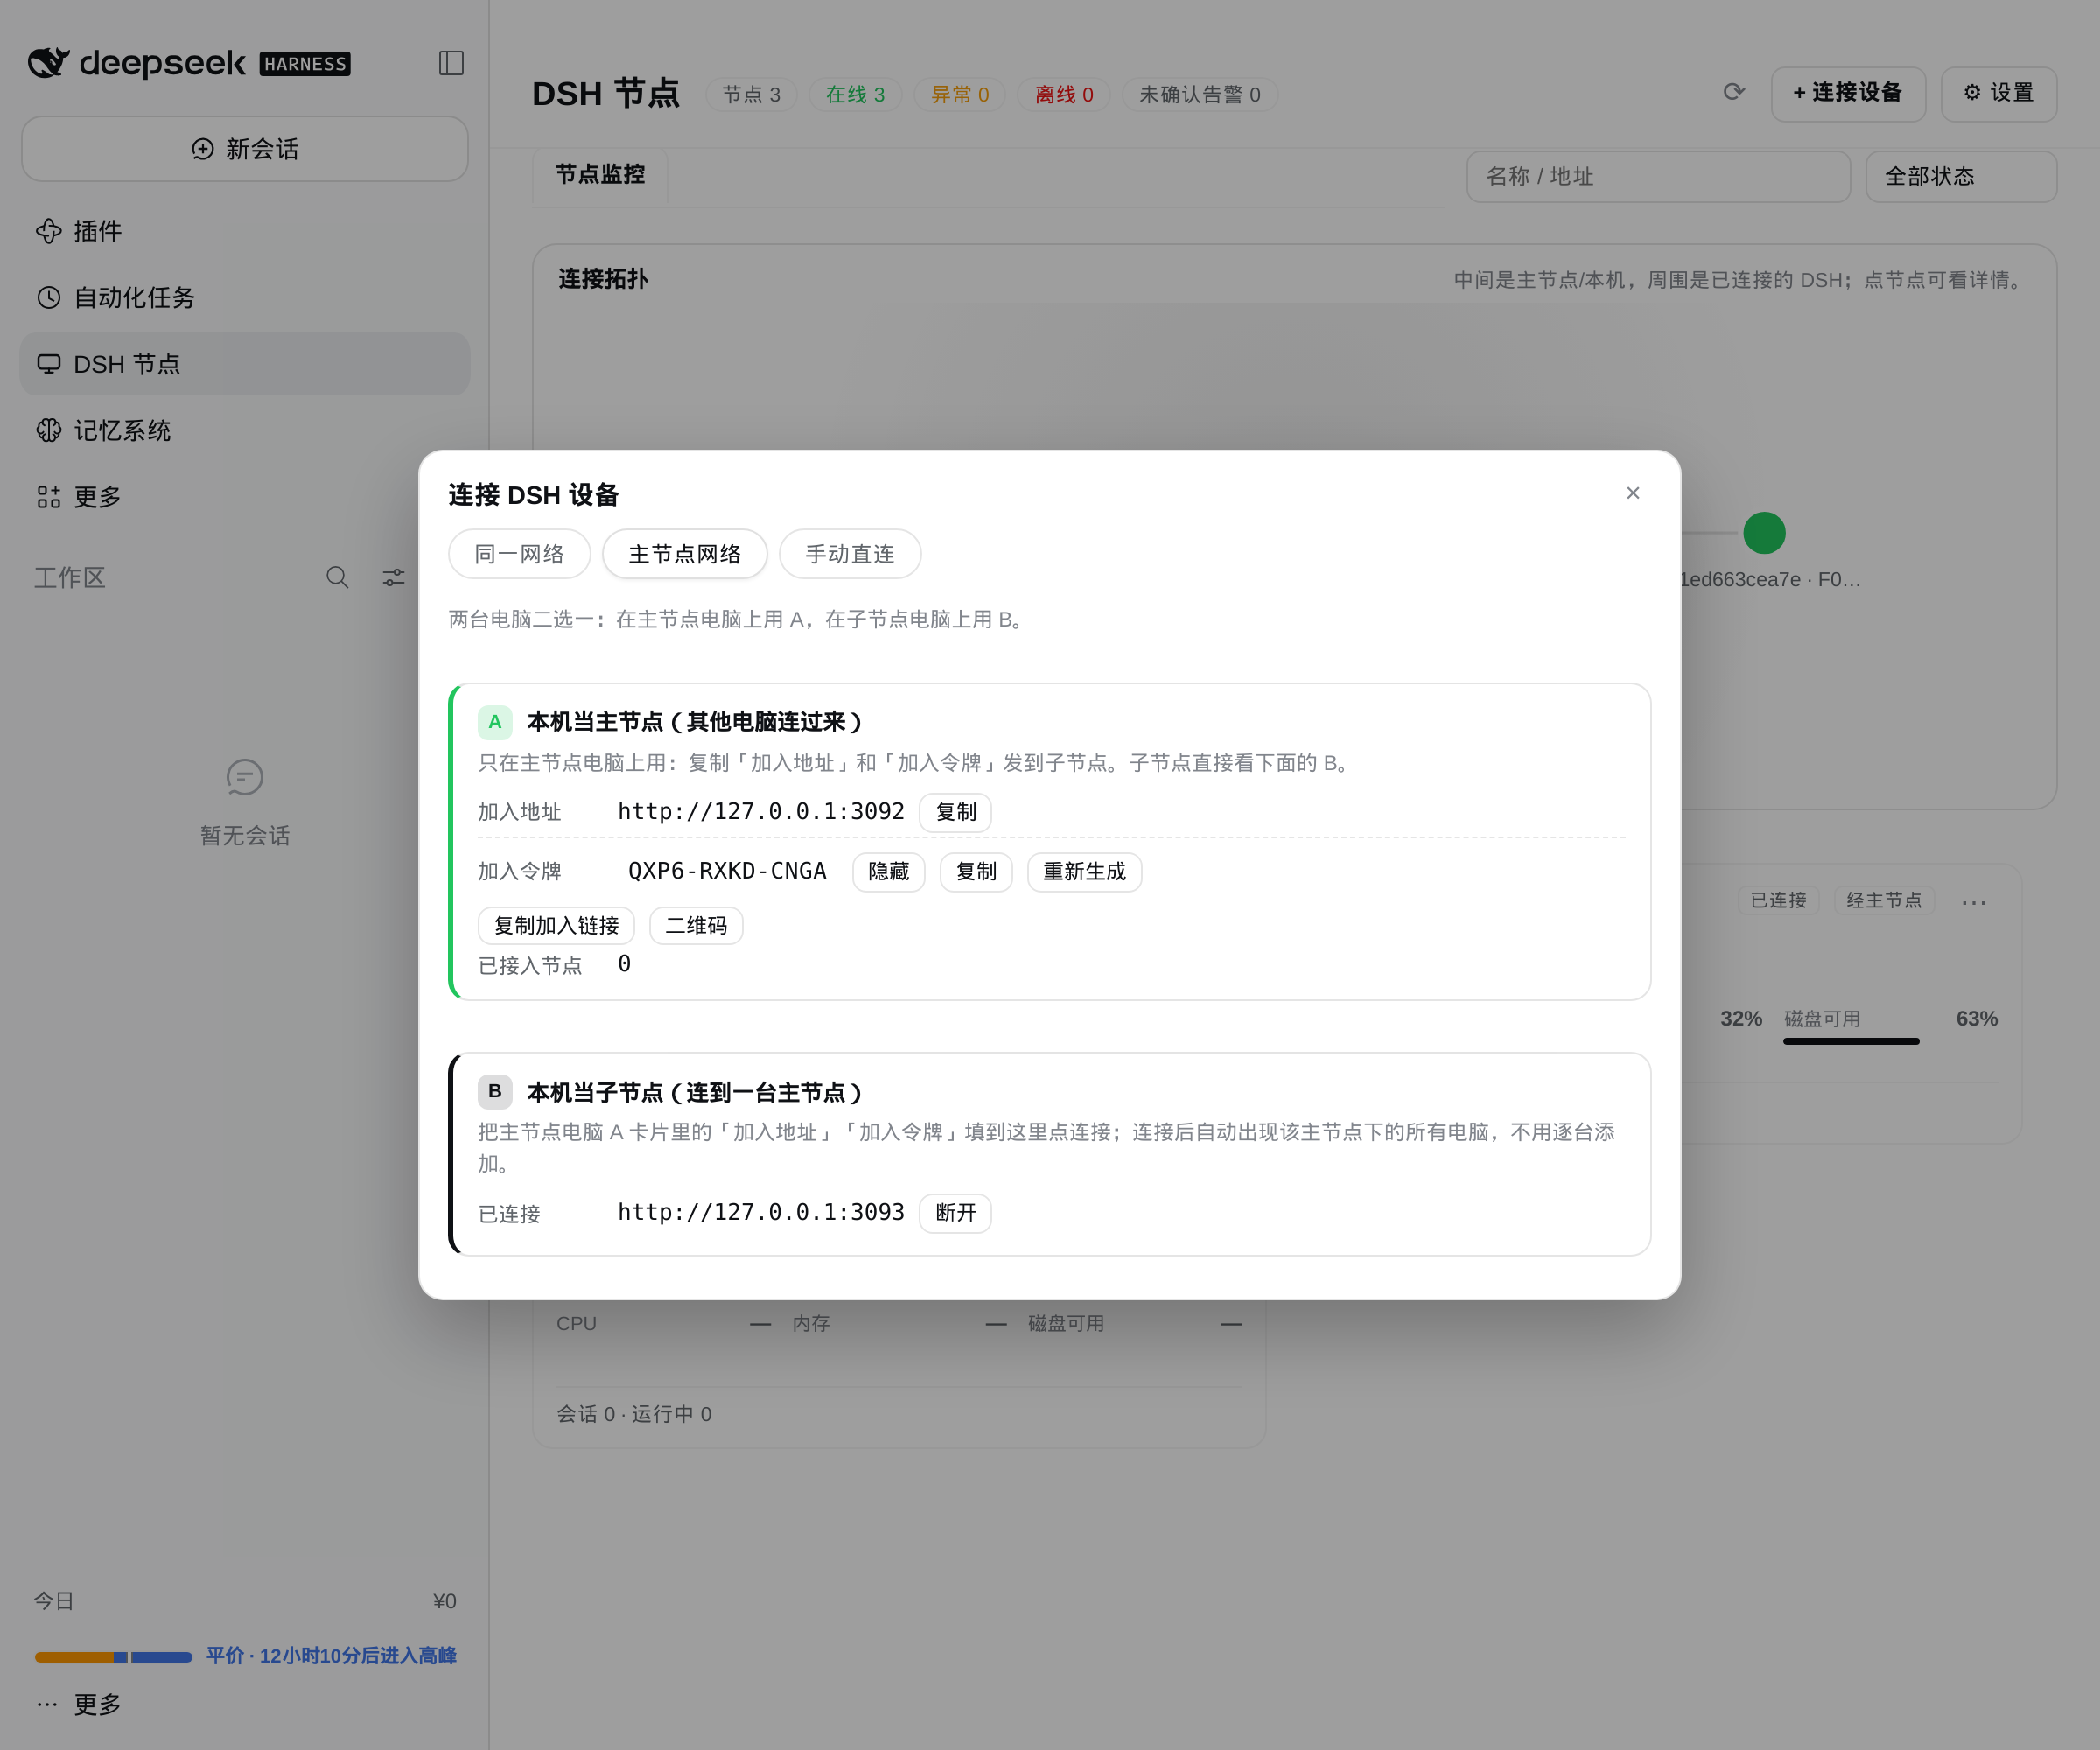 deepseek HARNESS
新会话
插件
自动化任务
DSH 节点
记忆系统
更多
工作区
暂无会话
今日 ¥0
平价 · 12小时10分后进入高峰
更多
DSH 节点 节点 3 在线 3 异常 0 离线 0 未确认告警 0
+ 连接设备 设置
节点监控 名称 / 地址 全部状态
连接拓扑 中间是主节点/本机，周围是已连接的 DSH；点节点可看详情。
1ed663cea7e · F0…
已连接 经主节点 …
32% 磁盘可用 63%
连接 DSH 设备 ×
同一网络 主节点网络 手动直连
两台电脑二选一：在主节点电脑上用 A，在子节点电脑上用 B。
A 本机当主节点（其他电脑连过来）
只在主节点电脑上用：复制「加入地址」和「加入令牌」发到子节点。子节点直接看下面的 B。
加入地址 http://127.0.0.1:3092 复制
加入令牌 QXP6-RXKD-CNGA 隐藏 复制 重新生成
复制加入链接 二维码
已接入节点 0
B 本机当子节点（连到一台主节点）
把主节点电脑 A 卡片里的「加入地址」「加入令牌」填到这里点连接；连接后自动出现该主节点下的所有电脑，不用逐台添
加。
已连接 http://127.0.0.1:3093 断开
CPU — 内存 — 磁盘可用 —
会话 0 · 运行中 0